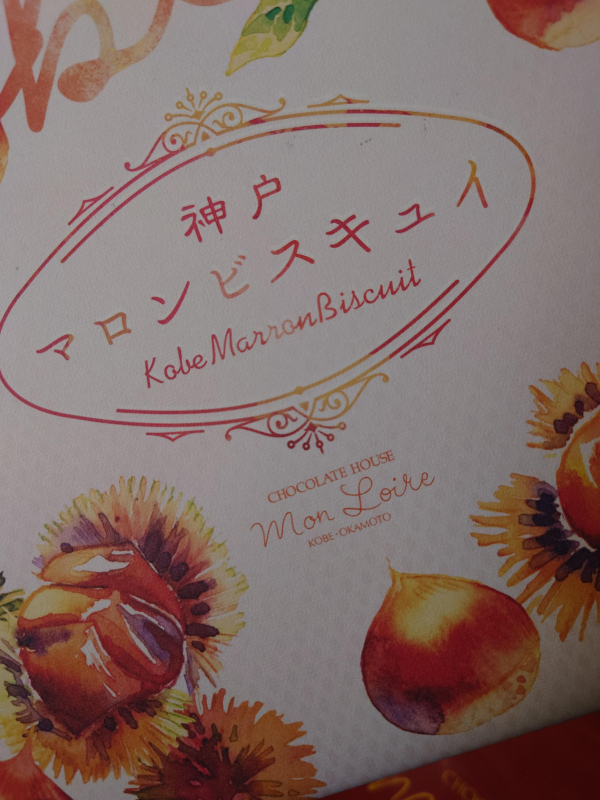 神戸
マロンビスキュイ
Kobe Marron Biscuit
CHOCOLATE HOUSE
Mon Loire
KOBE・OKAMOTO